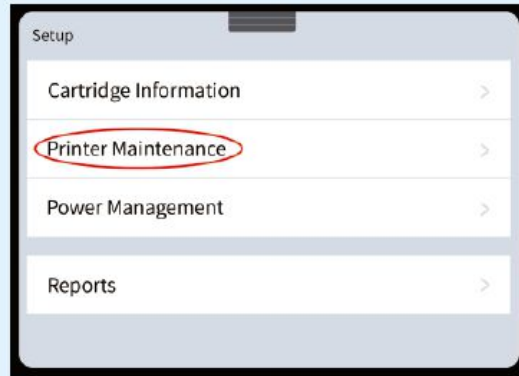 Setup
Cartridge Information
Printer Maintenance
Power Management
Reports